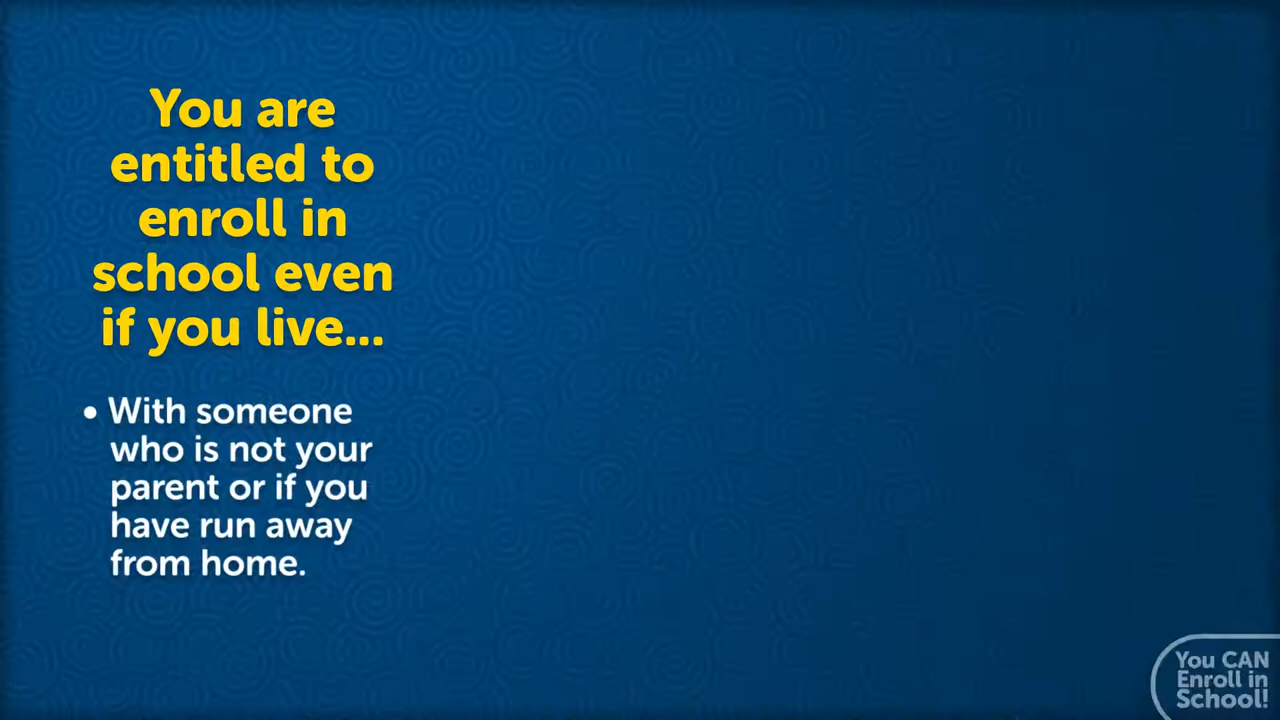 You are
entitled to
enroll in
school even
if you live...
• With someone
who is not your
parent or if you
have run away
from home.
You CAN
Enroll in
School!